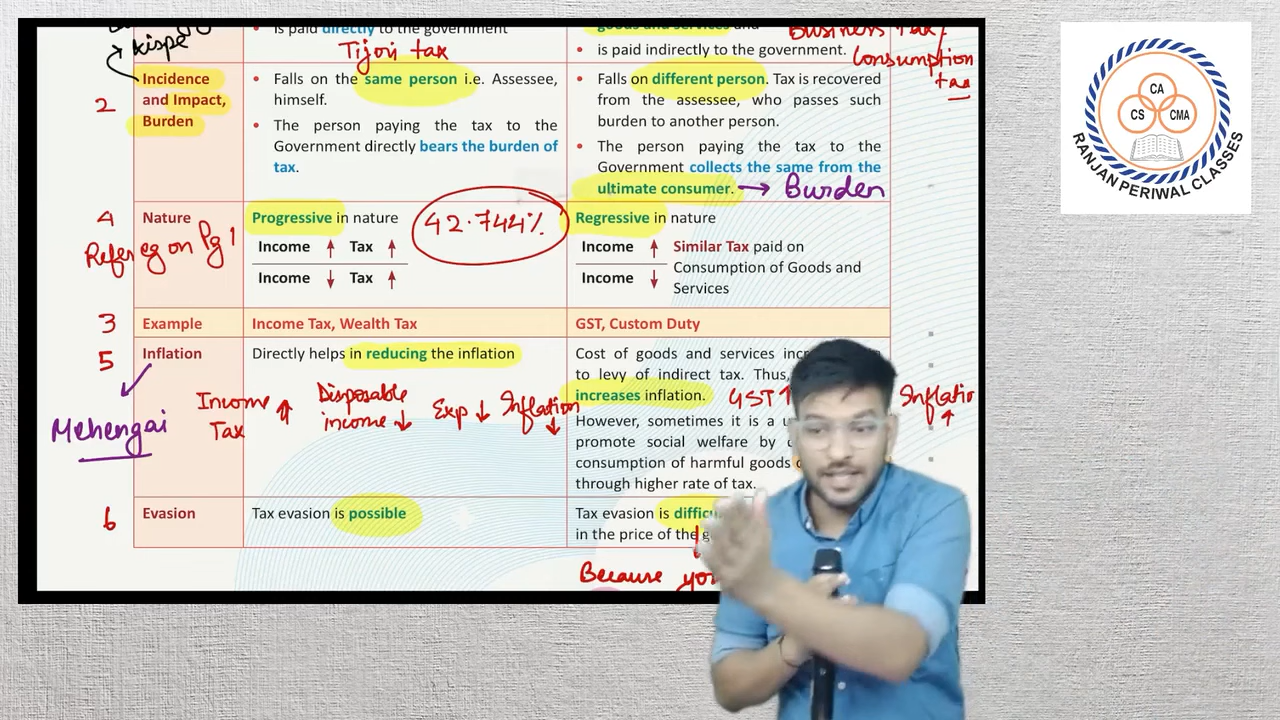 is paid directly to the government
Tijori tax
Incidence
and Impact,
Burden
2
Falls on the same person i.e. Assessee
himself.
The person paying the tax to the
Government directly bears the burden of
tax.
is paid indirectly to the government.
Consumption
tax
Falls on different person. Tax is recovered
from the assessee, who passes such
burden to another
The person paying the tax to the
Government collects the same from the
ultimate consumer. → Burden
4
Nature
Refer eg on Pg 1
Progressive in nature
42.744%
Income ↑ Tax ↑
Income ↓ Tax ↑
Regressive in nature
Income ↑ Similar Tax paid on
Income ↓ Consumption of Goods and
Services
3
Example
Income Tax, Wealth Tax
GST, Custom Duty
5
Inflation
Mehengai
Directly helps in reducing the inflation
Income Tax ↑
Disposable income ↓
Exp ↓
Inflation ↓
Cost of goods and services
to levy of indirect tax. Thus,
increases inflation. GST ↑
Inflatio ↑
However, sometimes it is a
promote social welfare by
consumption of harmful goods
through higher rate of tax.
6
Evasion
Tax evasion is possible
Tax evasion is
in the price of the
Because
CA
CS
CMA
RANJAN PERIWAL CLASSES